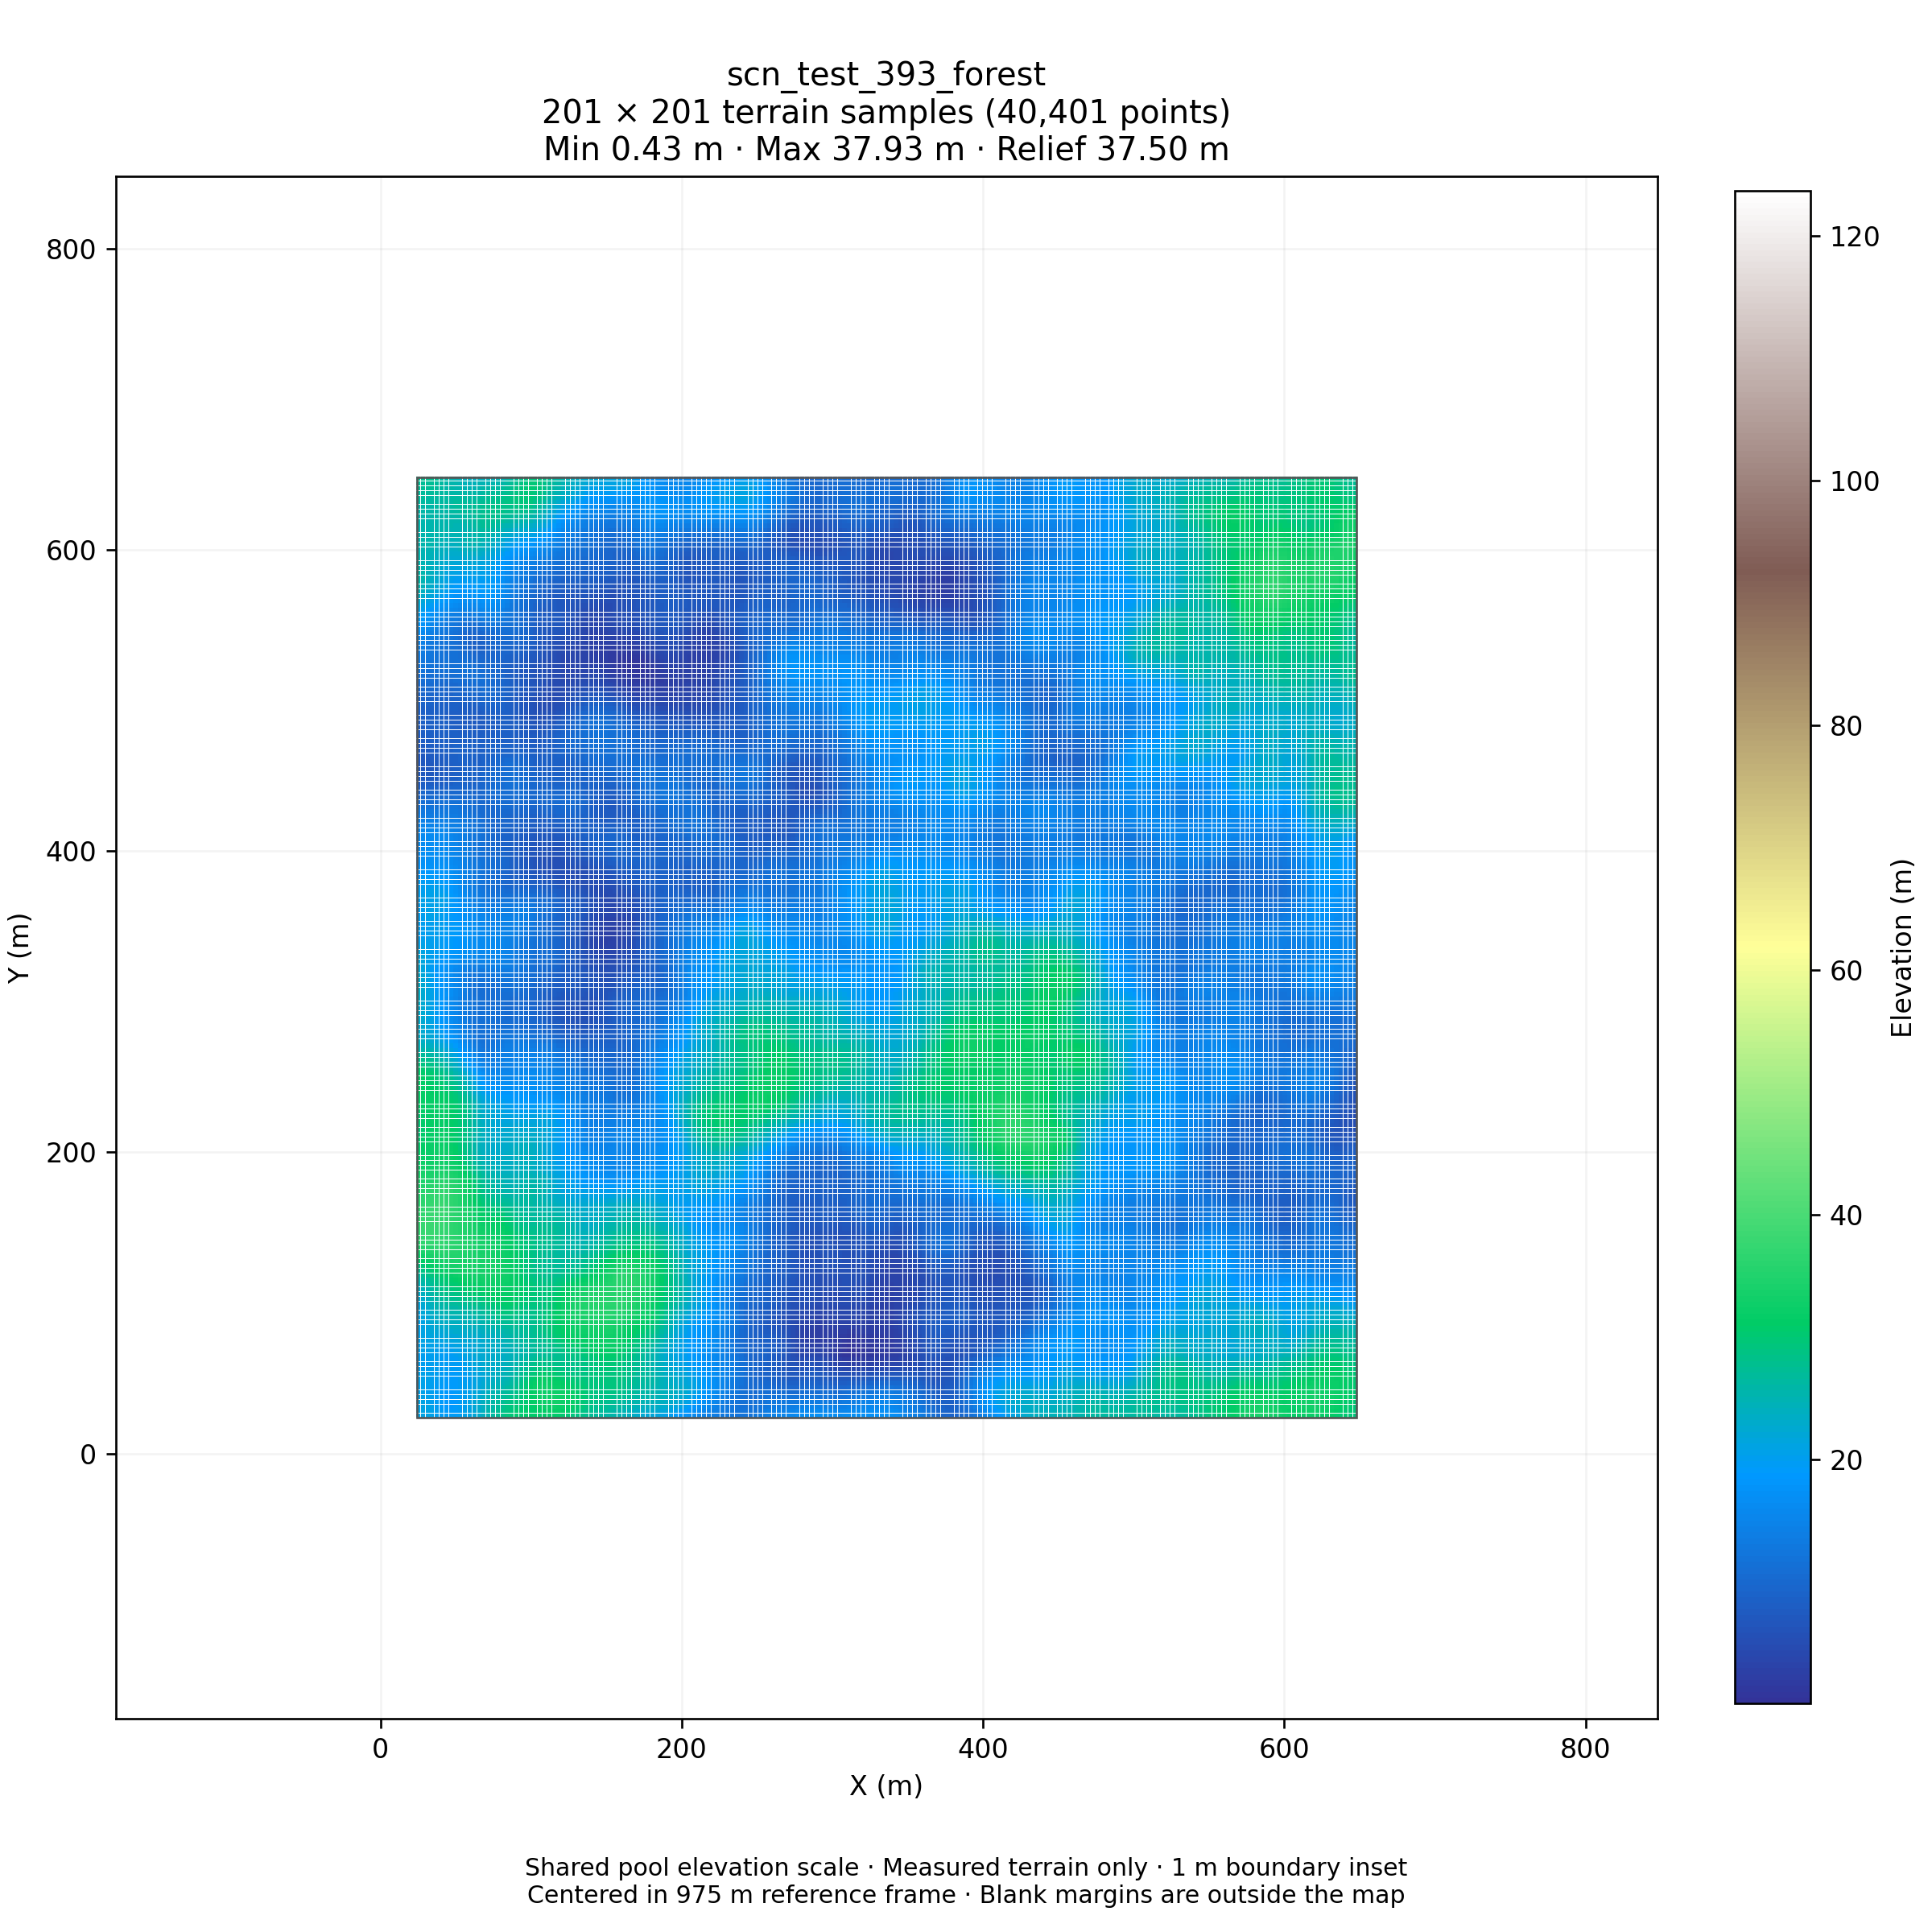 scn_test_393_forest
201 × 201 terrain samples (40,401 points)
Min 0.43 m · Max 37.93 m · Relief 37.50 m
800
600
400
200
0
Y (m)
0
200
400
600
800
X (m)
120
100
80
60
40
20
Elevation (m)
Shared pool elevation scale · Measured terrain only · 1 m boundary inset
Centered in 975 m reference frame · Blank margins are outside the map